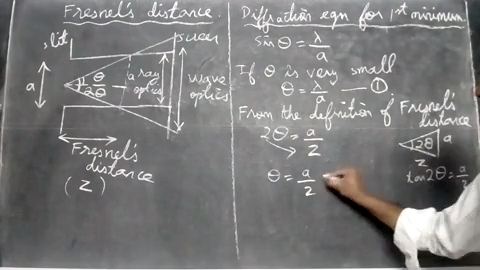 Fresnel's distance.
slit
screen
θ
2θ
a
a ray optics
wave optics
Fresnel's
distance
(Z)
Diffraction eqn for 1st minimum
Sin θ = λ/a
If θ is very small
θ = λ/a — ①
From the definition of Fresnel's
distance
2θ = a/Z
2θ
a
Z
tan 2θ = a/
θ = a/2